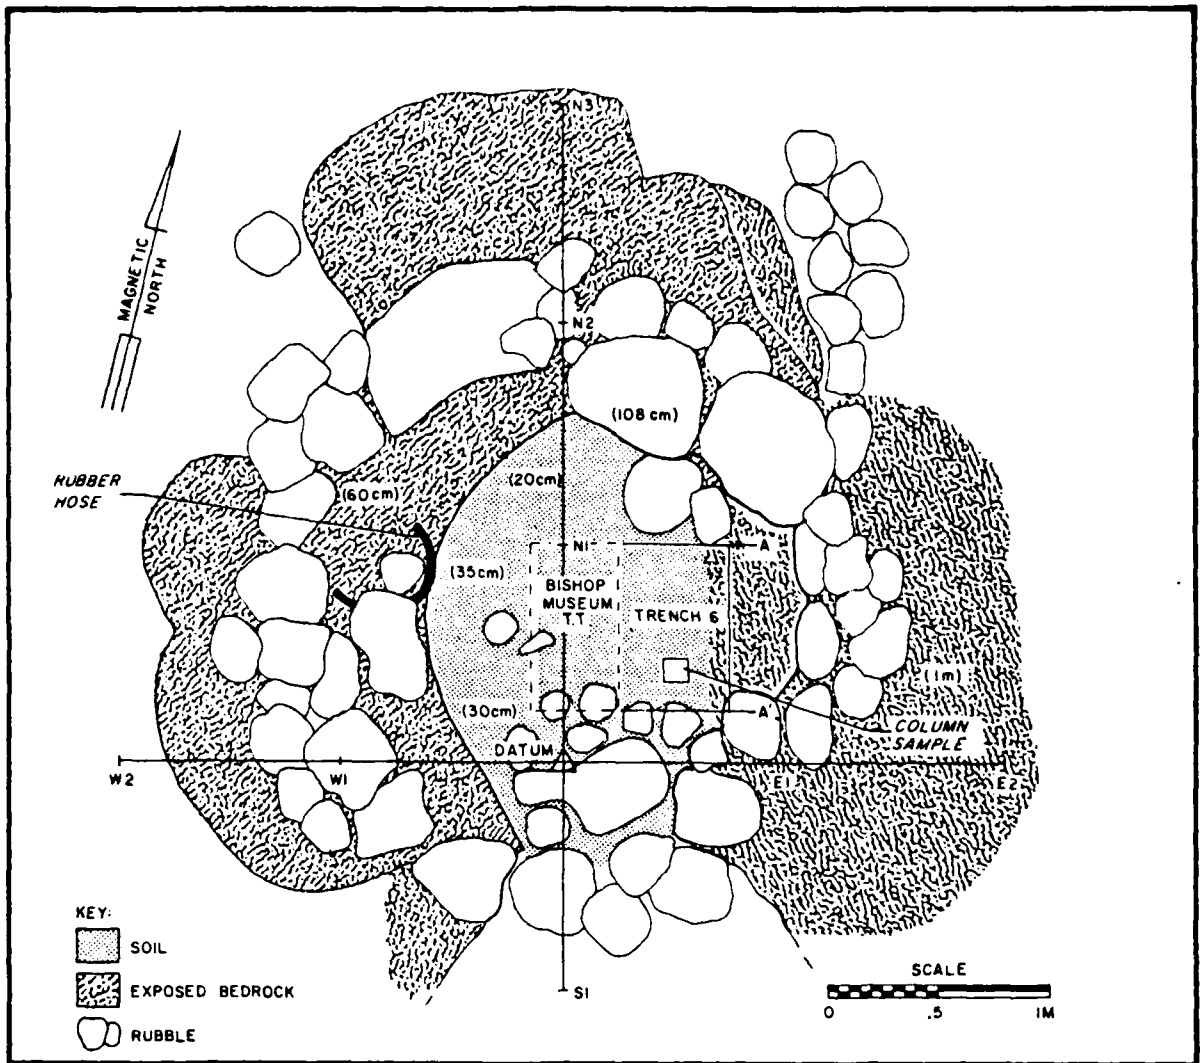 N3
MAGNETIC
NORTH
N2
(108 cm)
RUBBER
HOSE
(60cm)
(20cm)
N1
A
(35cm)
BISHOP
MUSEUM
T.T.
TRENCH 6
(1m)
(30cm)
A'
COLUMN
SAMPLE
DATUM
W2
W1
E1
E2
KEY:
SOIL
EXPOSED BEDROCK
RUBBLE
S1
SCALE
0 .5 1M